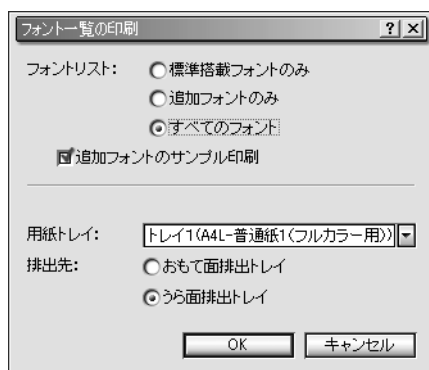 フォント一覧の印刷
フォントリスト: 標準搭載フォントのみ
追加フォントのみ
すべてのフォント
追加フォントのサンプル印刷
用紙トレイ: トレイ1(A4L-普通紙1(フルカラー用))
排出先: おもて面排出トレイ
うら面排出トレイ
OK キャンセル